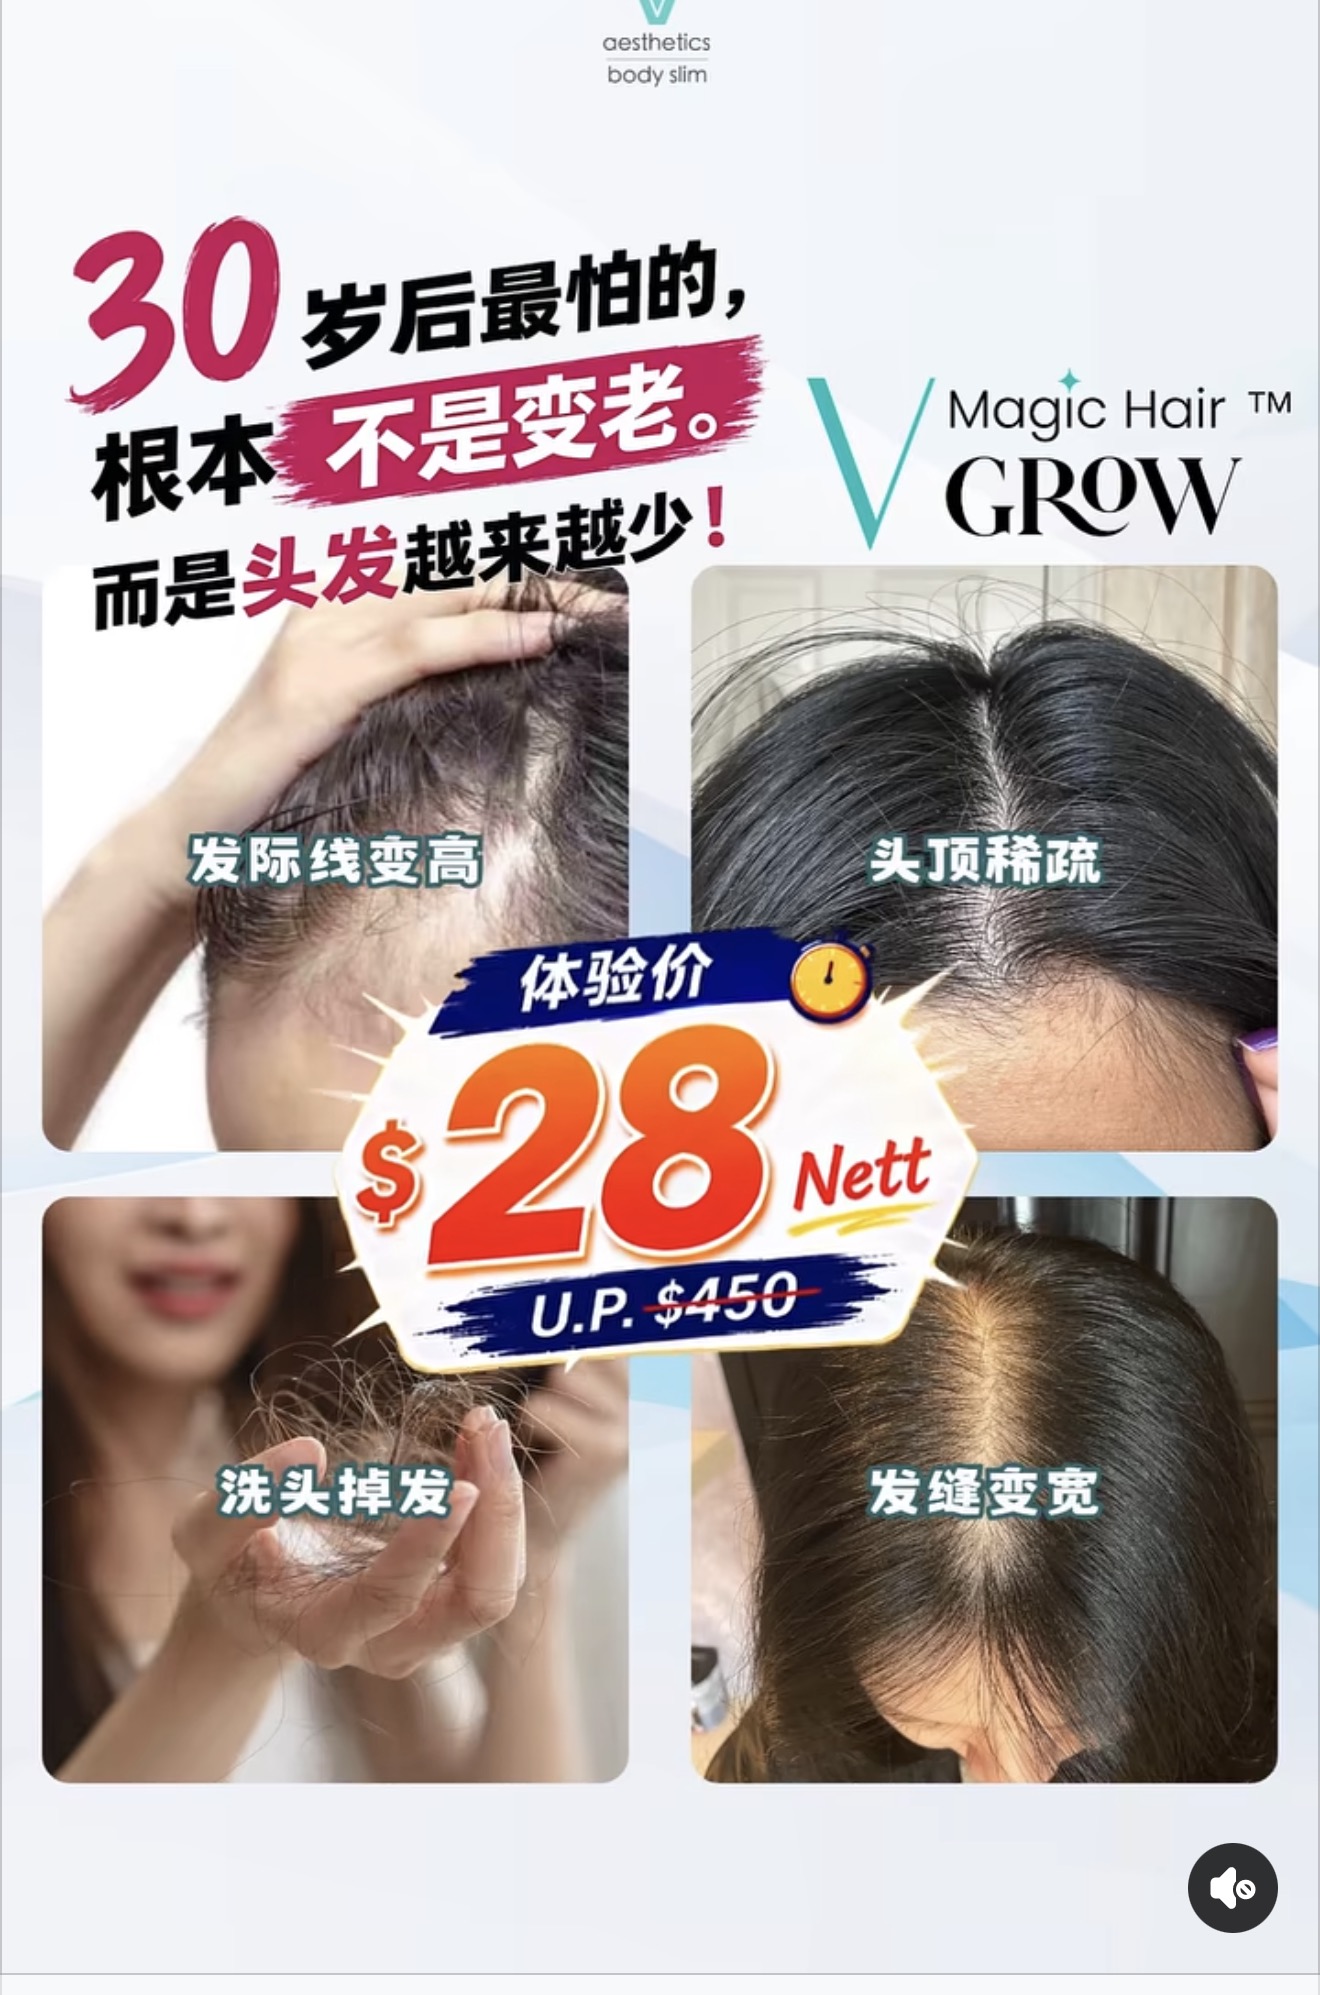 V
aesthetics
body slim
30岁后最怕的，
根本不是变老。
而是头发越来越少！
V Magic Hair ™
GROW
发际线变高
头顶稀疏
体验价
$28 Nett
U.P. $450
洗头掉发
发缝变宽